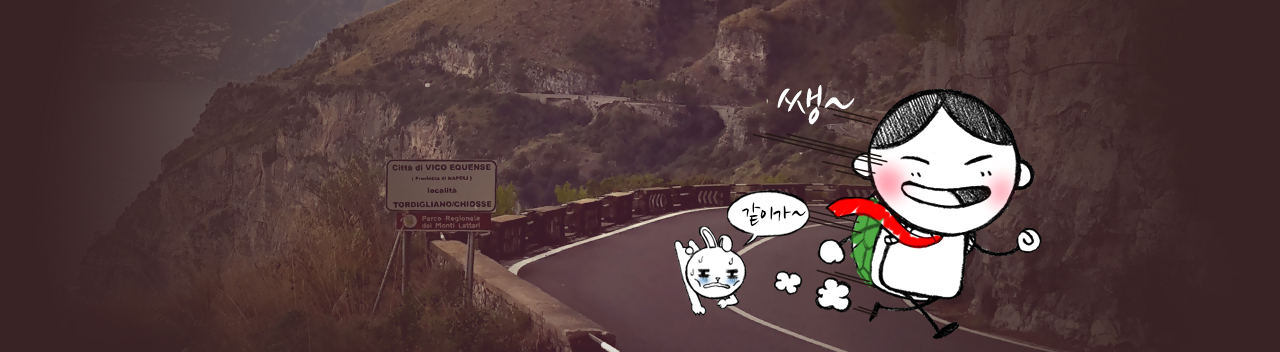 쌩~
Città di VICO EQUENSE
( Provincia di NAPOLI )
località
TORDIGLIANO/CHIOSSE
Parco Regionale
dei Monti Lattari
같이가~